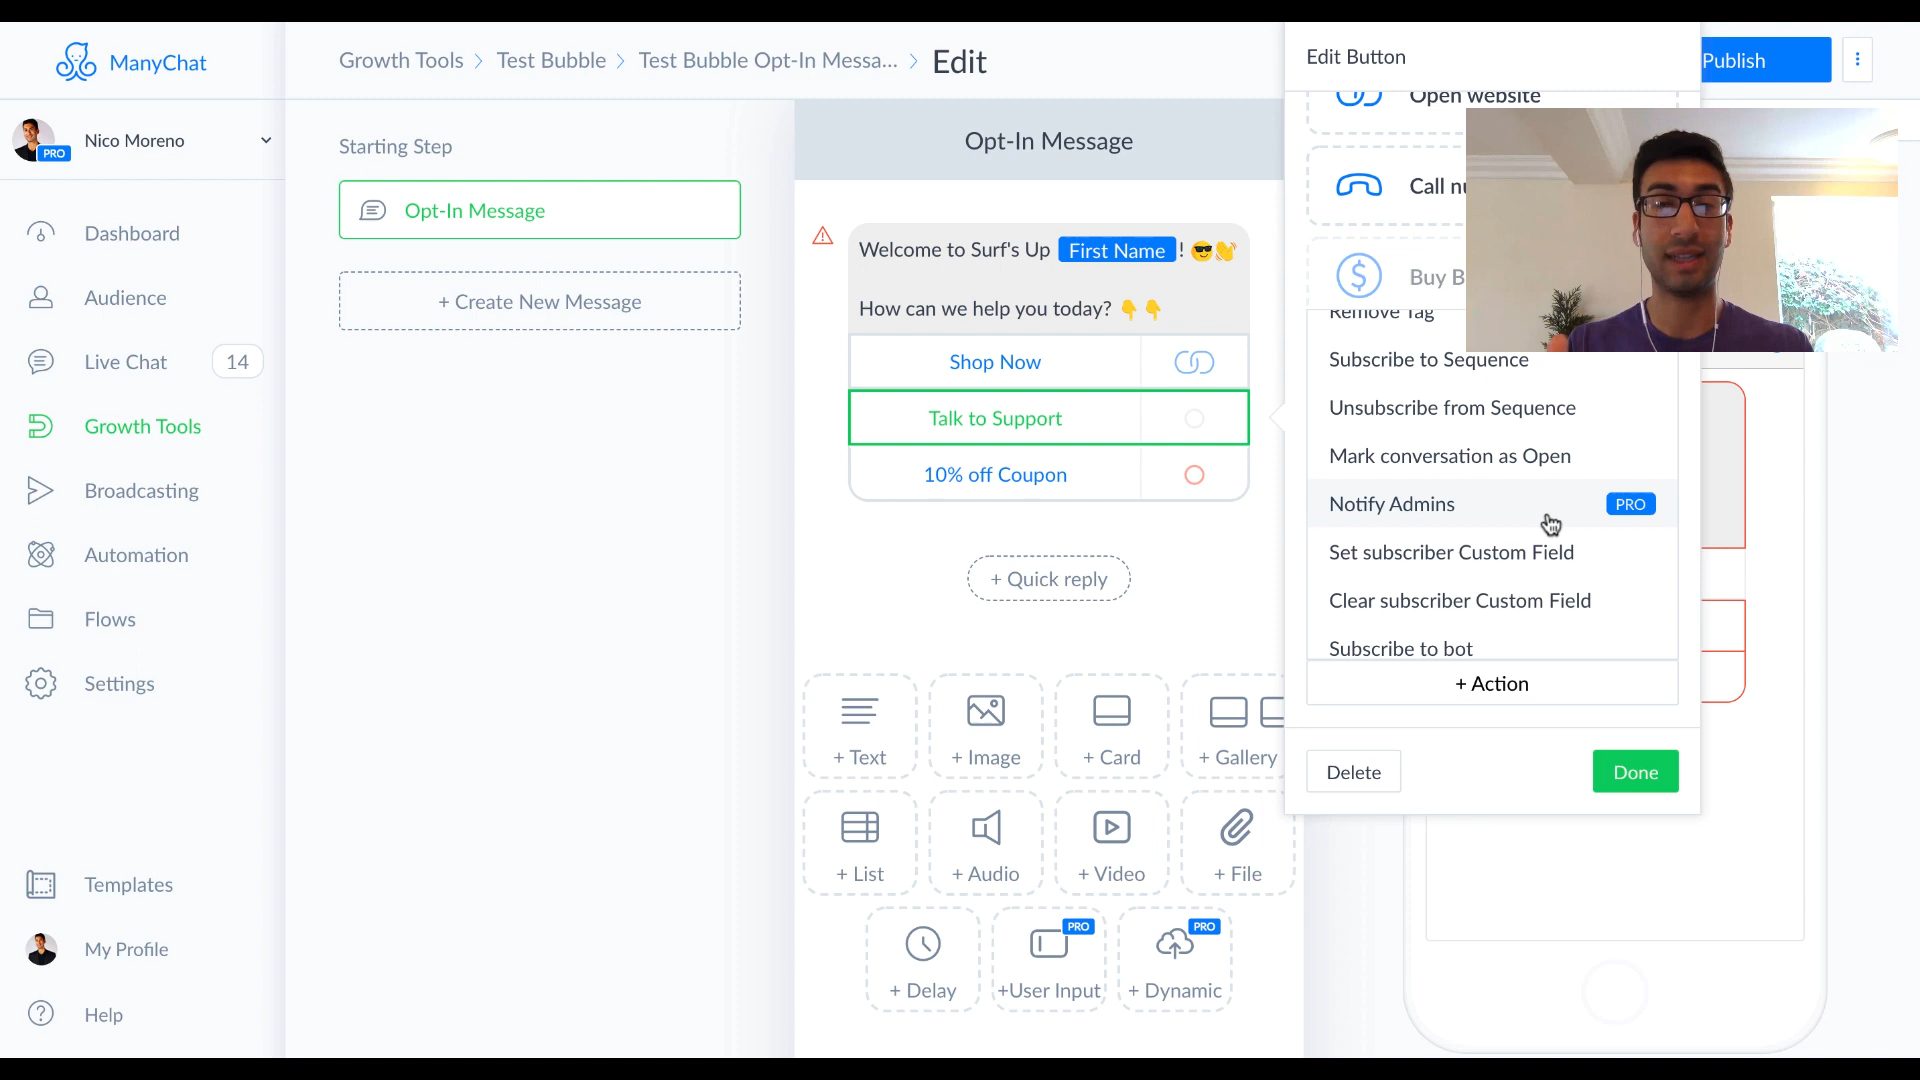 ManyChat
Growth Tools > Test Bubble > Test Bubble Opt-In Messa... > Edit
Edit Button
Publish
Nico Moreno
PRO
Dashboard
Audience
Live Chat 14
Growth Tools
Broadcasting
Automation
Flows
Settings
Templates
My Profile
Help
Starting Step
Opt-In Message
+ Create New Message
Opt-In Message
Welcome to Surf's Up First Name ! 😎👋
How can we help you today? 👇👇
Shop Now
Talk to Support
10% off Coupon
+ Quick reply
+ Text
+ Image
+ Card
+ Gallery
+ List
+ Audio
+ Video
+ File
+ Delay
PRO
+User Input
PRO
+ Dynamic
Open website
Call nu
Buy B
Remove Tag
Subscribe to Sequence
Unsubscribe from Sequence
Mark conversation as Open
Notify Admins PRO
Set subscriber Custom Field
Clear subscriber Custom Field
Subscribe to bot
+ Action
Delete
Done